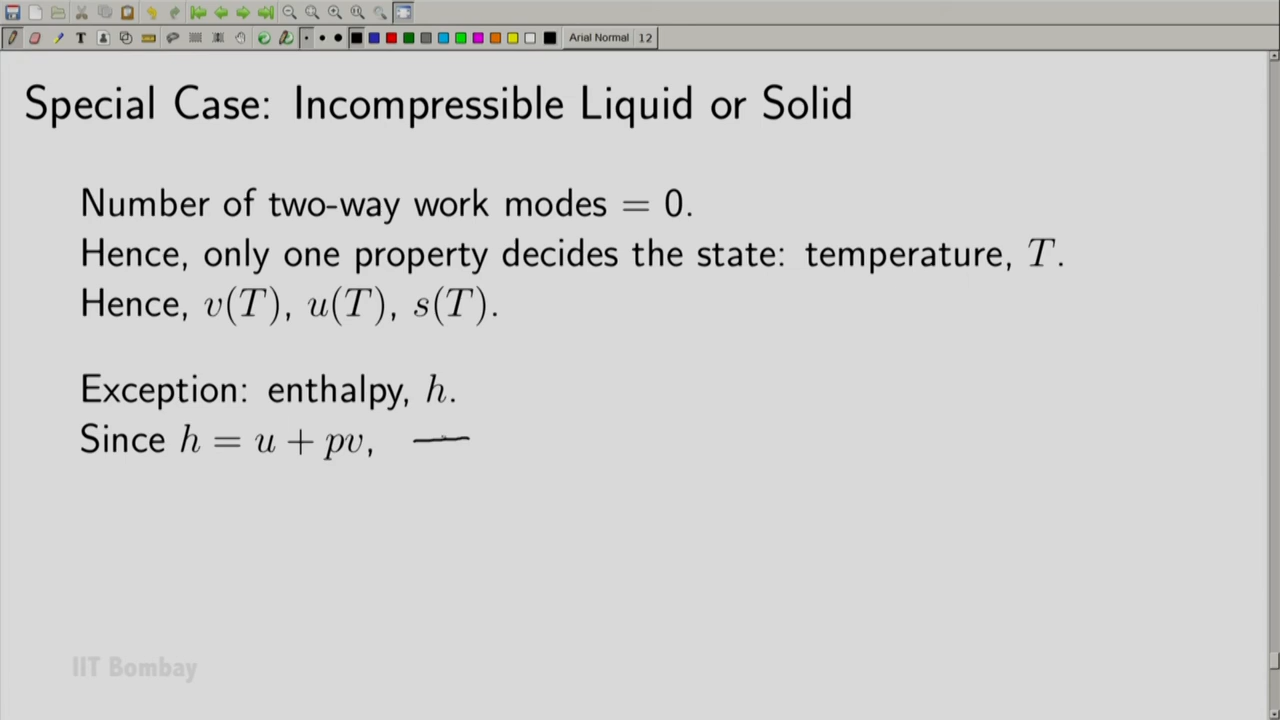 Arial Normal 12
Special Case: Incompressible Liquid or Solid
Number of two-way work modes = 0.
Hence, only one property decides the state: temperature, T.
Hence, v(T), u(T), s(T).
Exception: enthalpy, h.
Since h = u + pv,
IIT Bombay